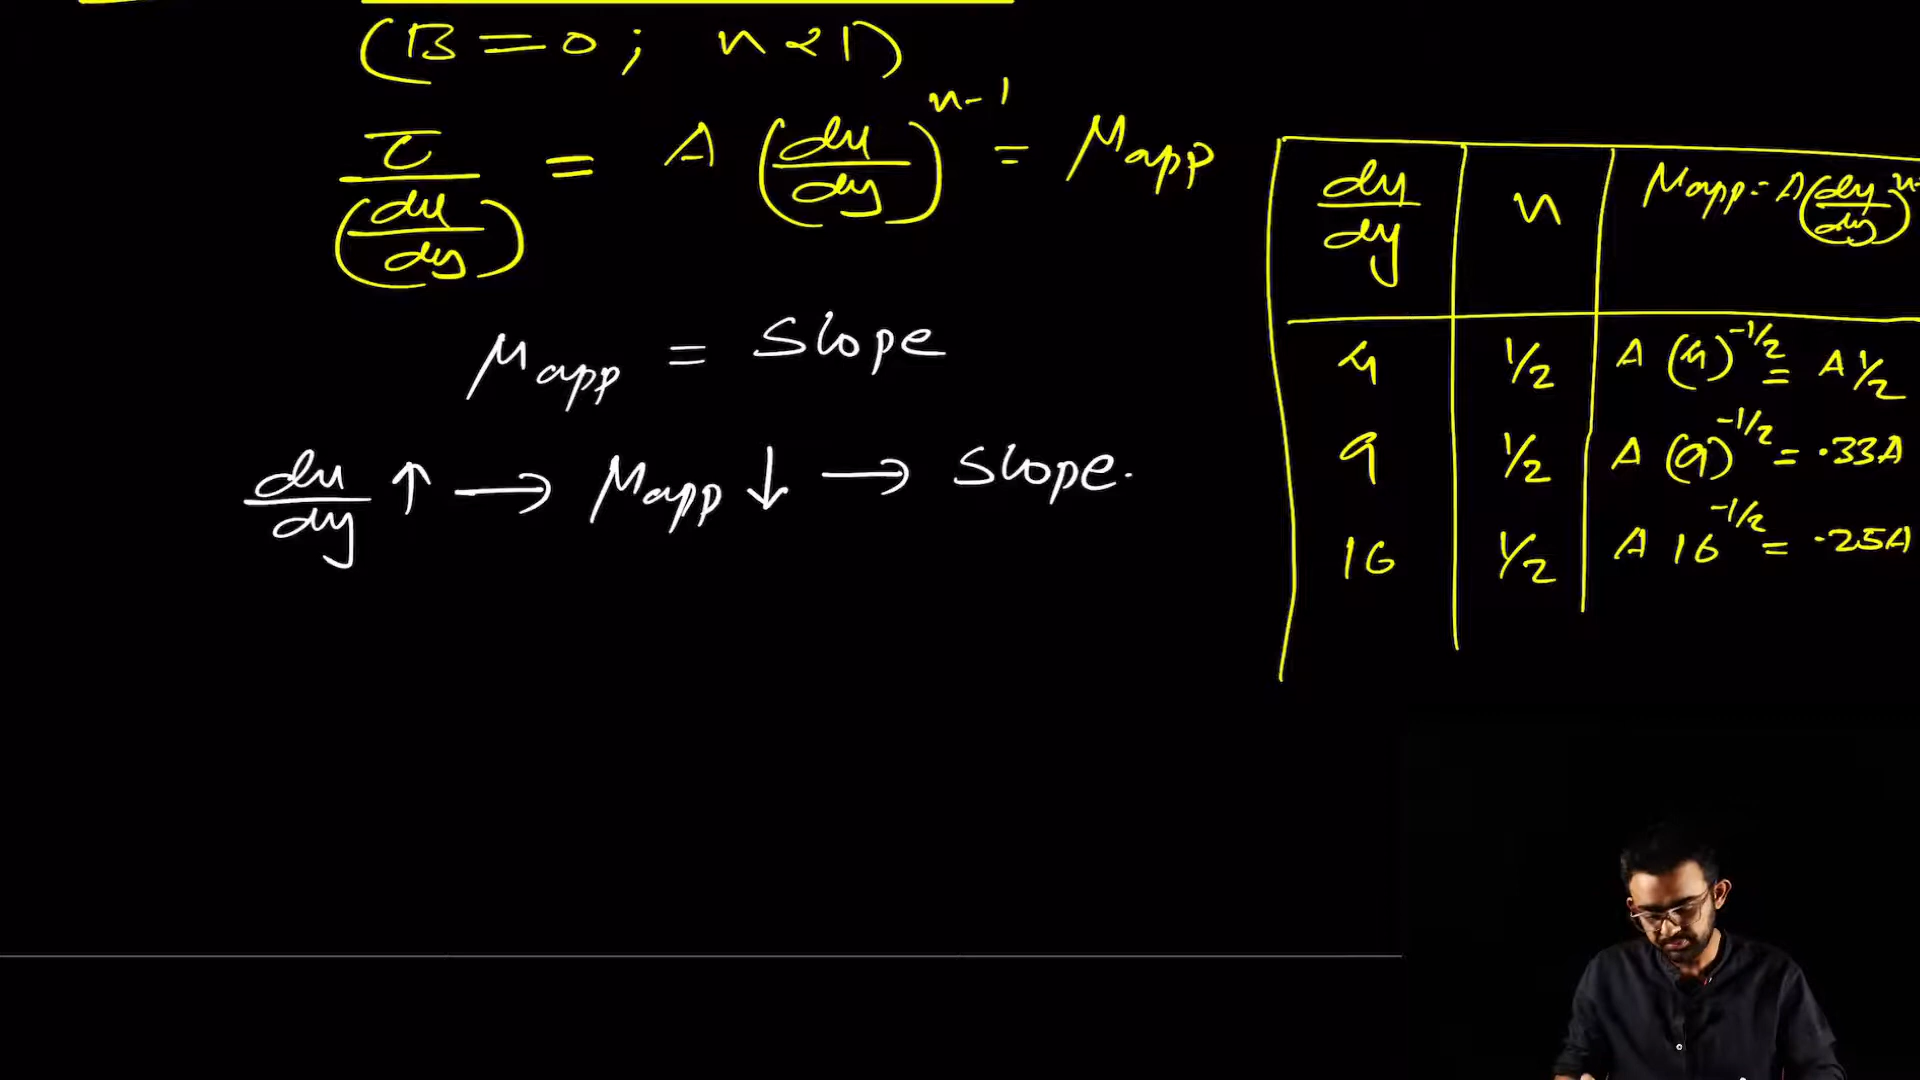 (B = 0 ; n < 1)
τ / (du/dy) = A (du/dy)^n-1 = μapp
μapp = Slope
du/dy ↑ → μapp ↓ → Slope.
du/dy | n | μapp = A (du/dy)^n-
4 | 1/2 | A (4)^-1/2 = A 1/2
9 | 1/2 | A (9)^-1/2 = .33A
16 | 1/2 | A 16^-1/2 = .25A